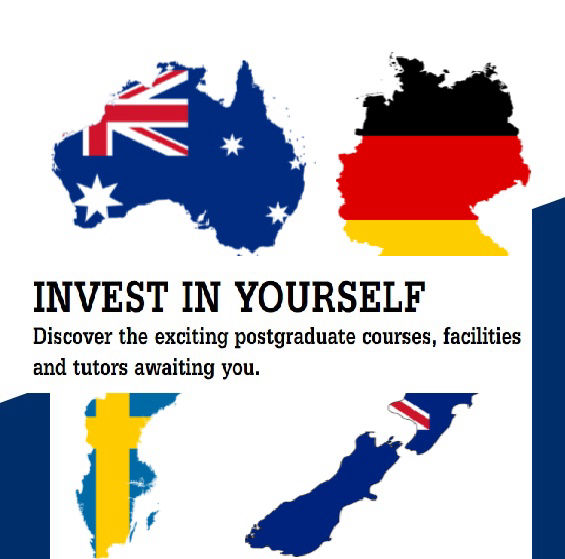 INVEST IN YOURSELF
Discover the exciting postgraduate courses, facilities
and tutors awaiting you.